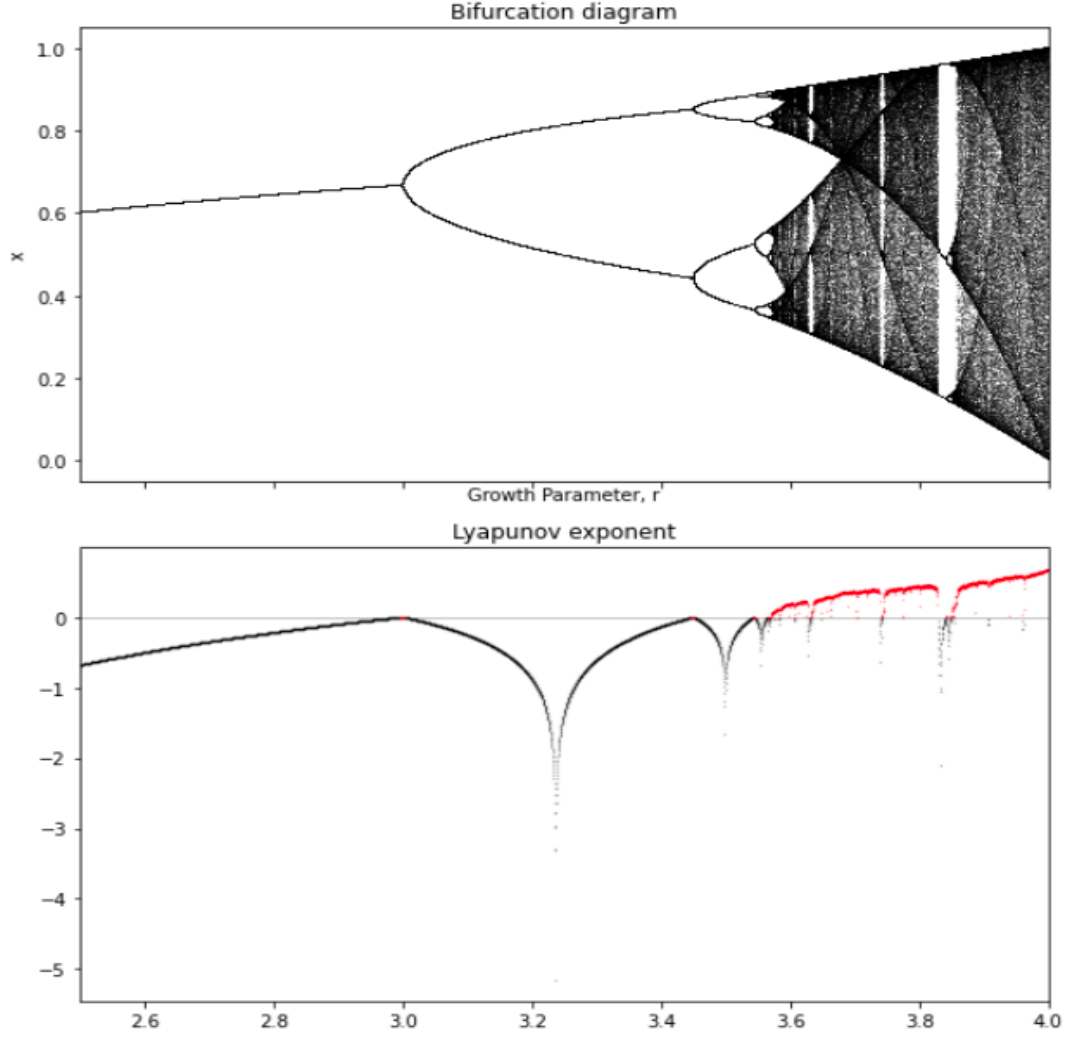 Bifurcation diagram
1.0
0.8
0.6
0.4
0.2
0.0
x
2.6 2.8 3.0 3.2 3.4 3.6 3.8 4.0
Growth Parameter, r
Lyapunov exponent
0
−1
−2
−3
−4
−5